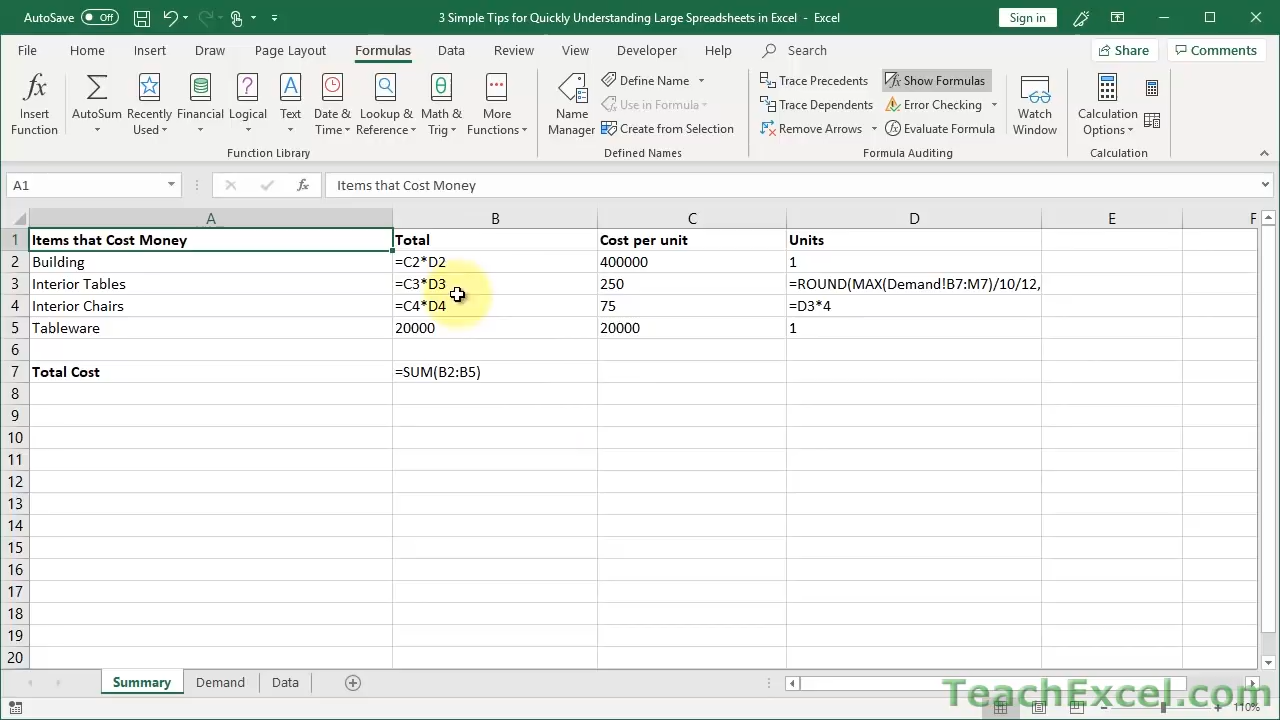 AutoSave Off 3 Simple Tips for Quickly Understanding Large Spreadsheets in Excel - Excel Sign in
File Home Insert Draw Page Layout Formulas Data Review View Developer Help Search Share Comments
Insert Function
AutoSum
Recently Used
Financial
Logical
Text
Date & Time
Lookup & Reference
Math & Trig
More Functions
Function Library
Name Manager
Define Name
Use in Formula
Create from Selection
Defined Names
Trace Precedents
Trace Dependents
Remove Arrows
Show Formulas
Error Checking
Evaluate Formula
Formula Auditing
Watch Window
Calculation Options
Calculation
A1 fx Items that Cost Money
A B C D E F
1 Items that Cost Money Total Cost per unit Units
2 Building =C2*D2 400000 1
3 Interior Tables =C3*D3 250 =ROUND(MAX(Demand!B7:M7)/10/12,
4 Interior Chairs =C4*D4 75 =D3*4
5 Tableware 20000 20000 1
6
7 Total Cost =SUM(B2:B5)
8
9
10
11
12
13
14
15
16
17
18
19
20
Summary Demand Data
TeachExcel.com
110%